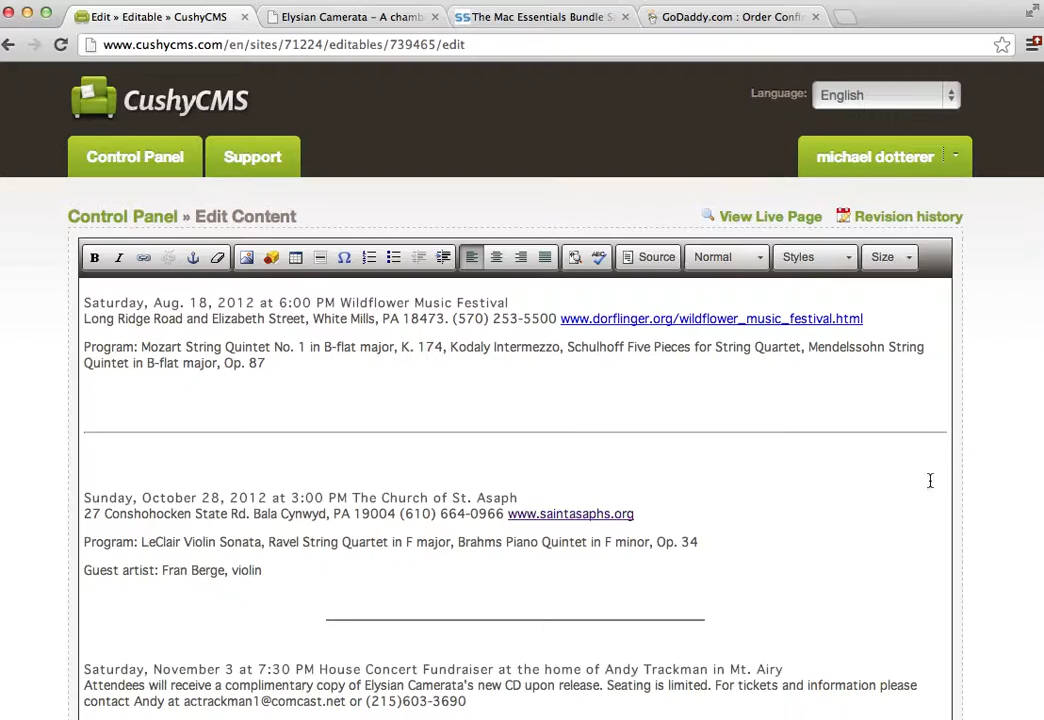 Edit » Editable » CushyCMS
Elysian Camerata – A chamb
The Mac Essentials Bundle S
GoDaddy.com : Order Confi
www.cushycms.com/en/sites/71224/editables/739465/edit
CushyCMS
Language:
English
Control Panel
Support
michael dotterer
Control Panel » Edit Content
View Live Page
Revision history
Source
Normal
Styles
Size
Saturday, Aug. 18, 2012 at 6:00 PM Wildflower Music Festival
Long Ridge Road and Elizabeth Street, White Mills, PA 18473. (570) 253-5500 www.dorflinger.org/wildflower_music_festival.html
Program: Mozart String Quintet No. 1 in B-flat major, K. 174, Kodaly Intermezzo, Schulhoff Five Pieces for String Quartet, Mendelssohn String
Quintet in B-flat major, Op. 87
Sunday, October 28, 2012 at 3:00 PM The Church of St. Asaph
27 Conshohocken State Rd. Bala Cynwyd, PA 19004 (610) 664-0966 www.saintasaphs.org
Program: LeClair Violin Sonata, Ravel String Quartet in F major, Brahms Piano Quintet in F minor, Op. 34
Guest artist: Fran Berge, violin
Saturday, November 3 at 7:30 PM House Concert Fundraiser at the home of Andy Trackman in Mt. Airy
Attendees will receive a complimentary copy of Elysian Camerata's new CD upon release. Seating is limited. For tickets and information please
contact Andy at actrackman1@comcast.net or (215)603-3690